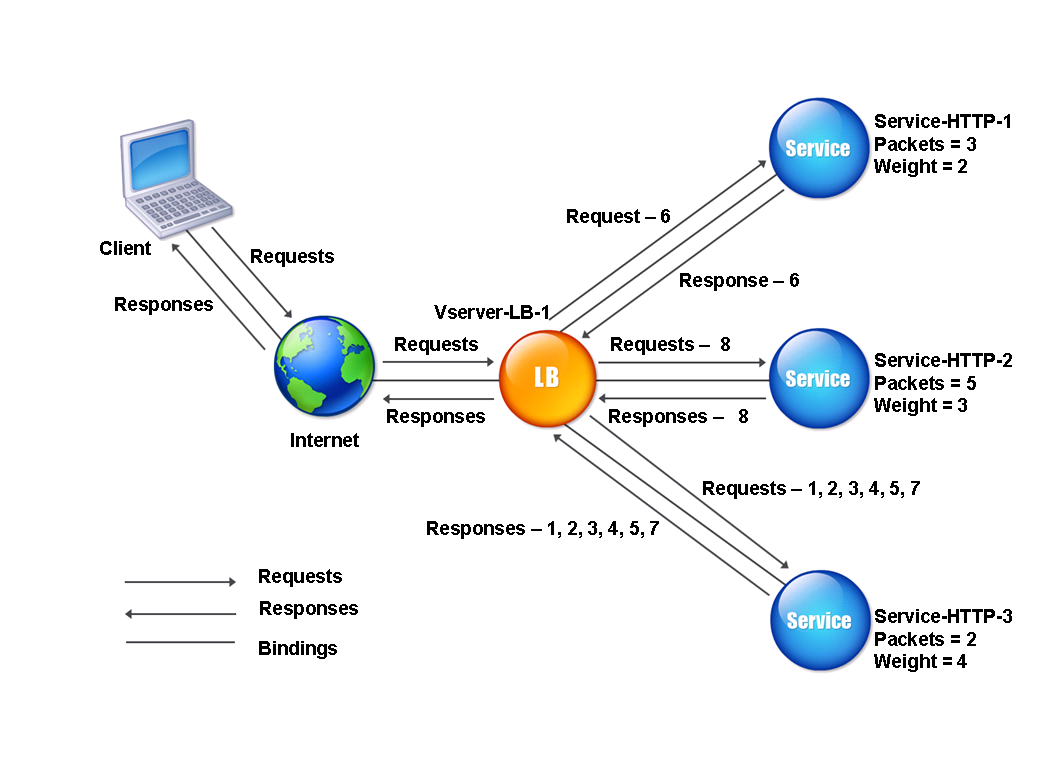 Service
Service-HTTP-1
Packets = 3
Weight = 2
Request – 6
Client
Requests
Response – 6
Responses
Vserver-LB-1
Requests
Requests – 8
LB
Service
Service-HTTP-2
Packets = 5
Weight = 3
Responses
Responses – 8
Internet
Requests – 1, 2, 3, 4, 5, 7
Responses – 1, 2, 3, 4, 5, 7
Requests
Responses
Bindings
Service
Service-HTTP-3
Packets = 2
Weight = 4